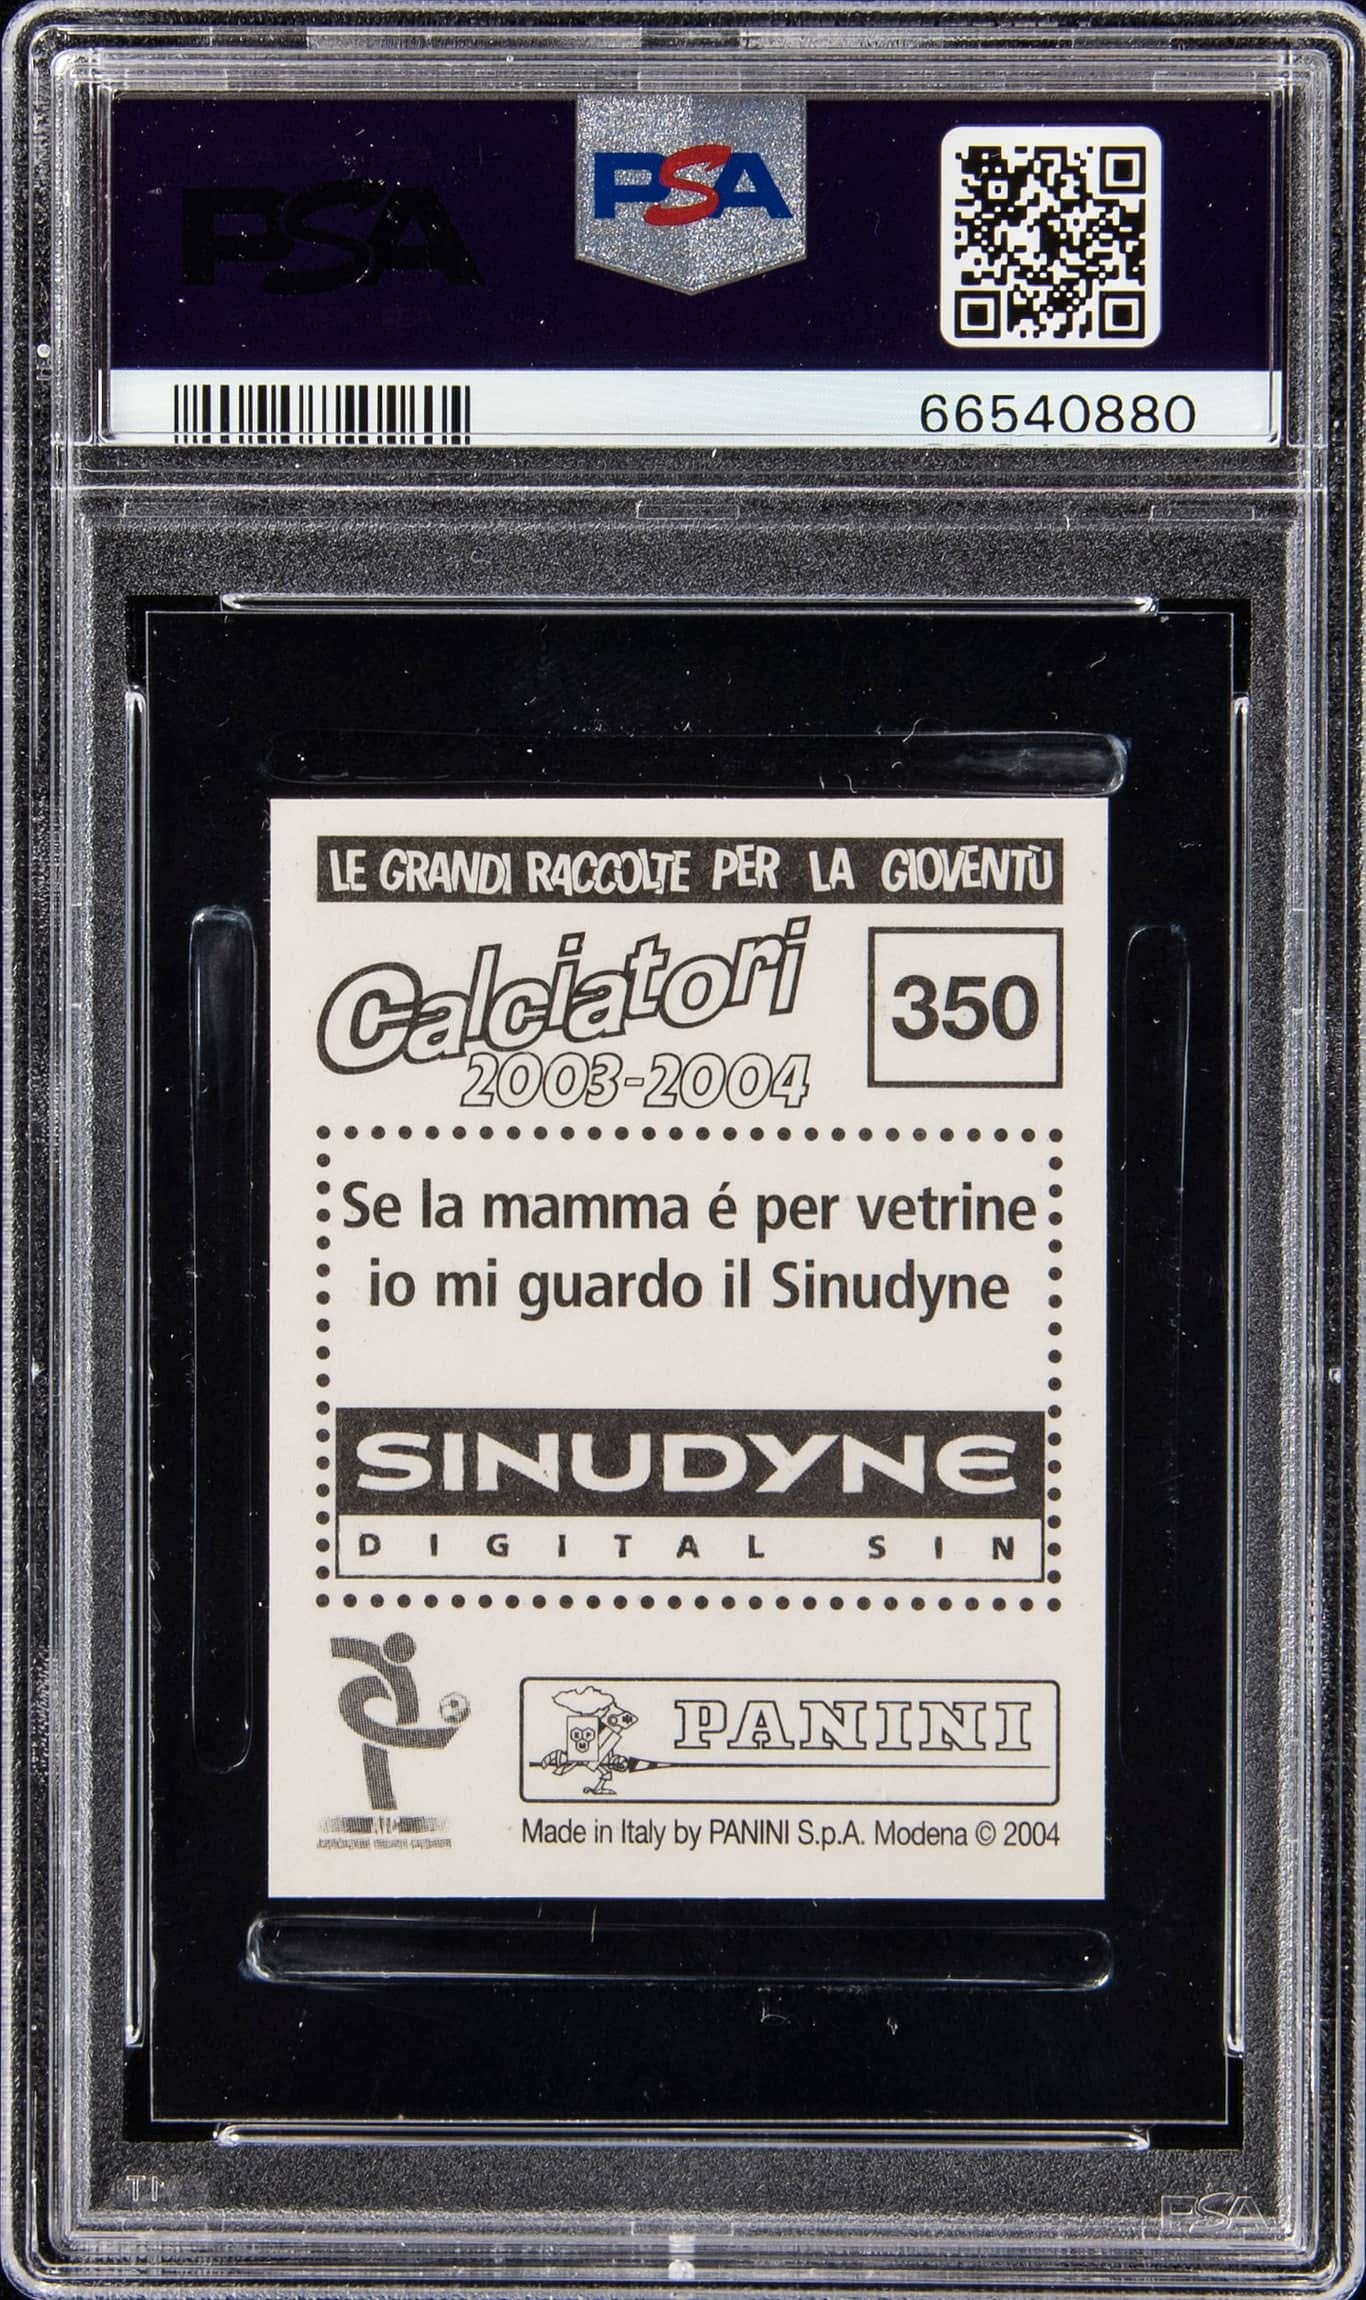 PSA
PSA
66540880
LE GRANDI RACCOLTE PER LA GIOVENTÙ
Calciatori
2003-2004
350
Se la mamma é per vetrine
io mi guardo il Sinudyne
SINUDYNE
DIGITAL SIN
PANINI
Made in Italy by PANINI S.p.A. Modena © 2004
PSA